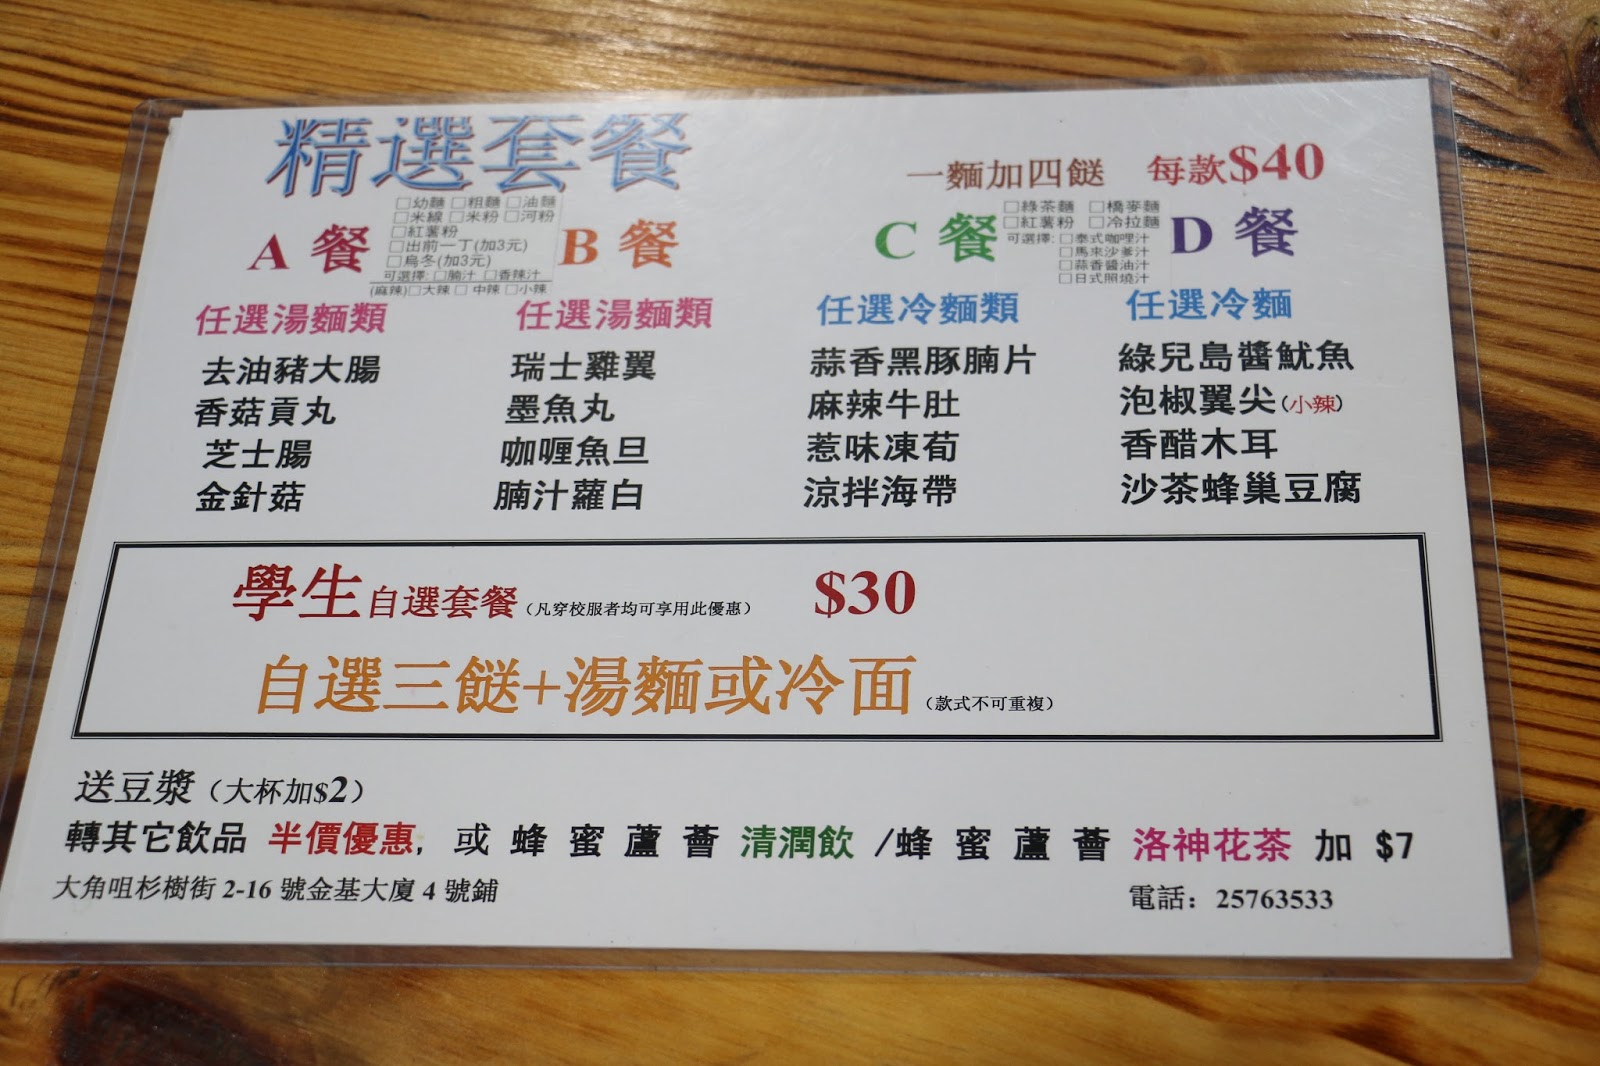 精選套餐
一麵加四餸 每款$40
A 餐
□幼麵 □粗麵 □油麵
□米線 □米粉 □河粉
□紅薯粉
□出前一丁(加3元)
□烏冬(加3元)
可選擇: □腩汁 □香辣汁
(麻辣)□大辣 □ 中辣 □小辣
B 餐
C 餐
□綠茶麵 □橋麥麵
□紅薯粉 □冷拉麵
可選擇: □泰式咖喱汁
□馬來沙爹汁
□蒜香醬油汁
□日式照燒汁
D 餐
任選湯麵類
去油豬大腸
香菇貢丸
芝士腸
金針菇
任選湯麵類
瑞士雞翼
墨魚丸
咖喱魚旦
腩汁蘿白
任選冷麵類
蒜香黑豚腩片
麻辣牛肚
惹味凍荀
涼拌海帶
任選冷麵
綠兒島醬魷魚
泡椒翼尖(小辣)
香醋木耳
沙茶蜂巢豆腐
學生自選套餐（凡穿校服者均可享用此優惠） $30
自選三餸+湯麵或冷面（款式不可重複）
送豆漿（大杯加$2）
轉其它飲品 半價優惠, 或 蜂 蜜 蘆 薈 清潤飲 /蜂 蜜 蘆 薈 洛神花茶 加 $7
大角咀杉樹街 2-16 號金基大廈 4 號鋪
電話：25763533